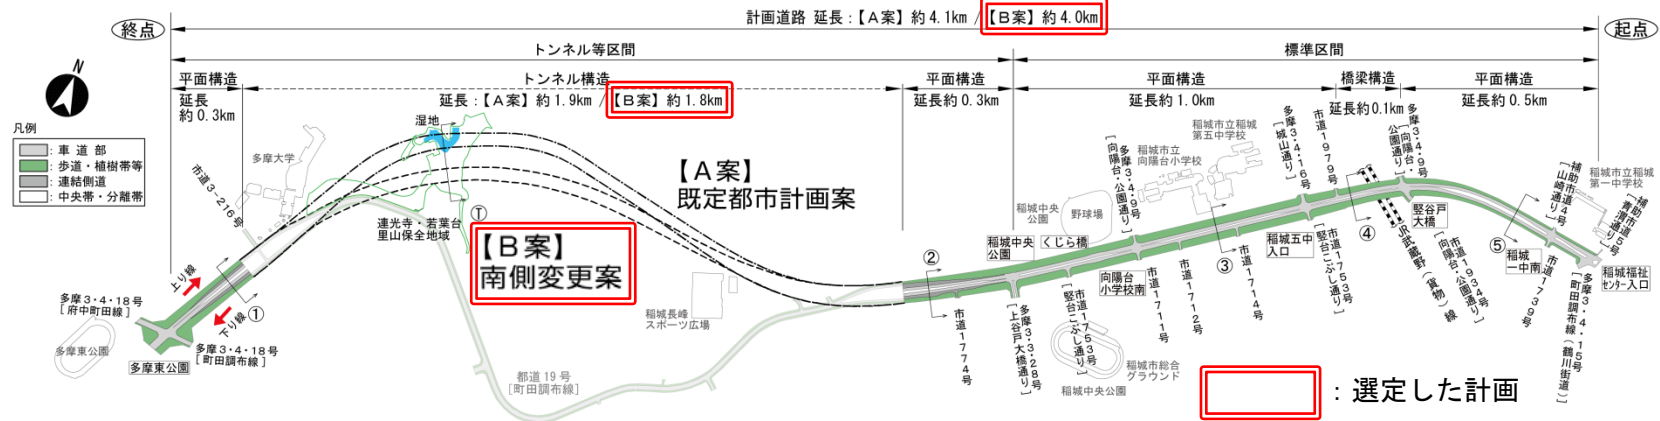 計画道路 延長：【Ａ案】約4.1km ／【Ｂ案】約4.0km
終点
起点
トンネル等区間
標準区間
平面構造
トンネル構造
平面構造
平面構造
橋梁構造
平面構造
延長
約0.3km
延長：【Ａ案】約1.9km ／【Ｂ案】約1.8km
延長約0.3km
延長約1.0km
延長約0.1km
延長約0.5km
N
凡例
：車 道 部
：歩道・植樹帯等
：連結側道
：中央帯・分離帯
湿地
多摩大学
市道3・216号
連光寺・若葉台
里山保全地域
①
【Ａ案】
既定都市計画案
【Ｂ案】
南側変更案
上り線
下り線
①
多摩3・4・18号
［府中町田線］
多摩3・4・18号
［町田調布線］
多摩東公園
多摩東公園
都道19号
［町田調布線］
稲城長峰
スポーツ広場
②
市道1774号
稲城中央
公園
くじら橋
稲城中央
公園
野球場
多摩3・4・9号
［向陽台・公園通り］
稲城市立
向陽台小学校
稲城市立稲城
第五中学校
多摩3・4・16号
［城山通り］
市道1979号
多摩3・4・9号
［向陽台・
公園通り］
多摩3・3・28号
［上谷戸大橋通り］
市道1753号
［竪台こぶし通り］
向陽台
小学校南
市道1711号
市道1712号
③
市道1714号
稲城五中
入口
市道1753号
［竪台こぶし通り］
④
JR武蔵野（貨物）線
竪谷戸
大橋
市道1934号
［向陽台・公園通り］
⑤
稲城
一中南
市道1739号
補助市道4号
［山崎通り］
稲城市立稲城
第一中学校
補助市道5号
［青渭通り］
稲城福祉
センター入口
多摩3・4・15号
［町田調布線（鶴川街道）］
稲城中央公園
稲城市総合
グラウンド
：選定した計画